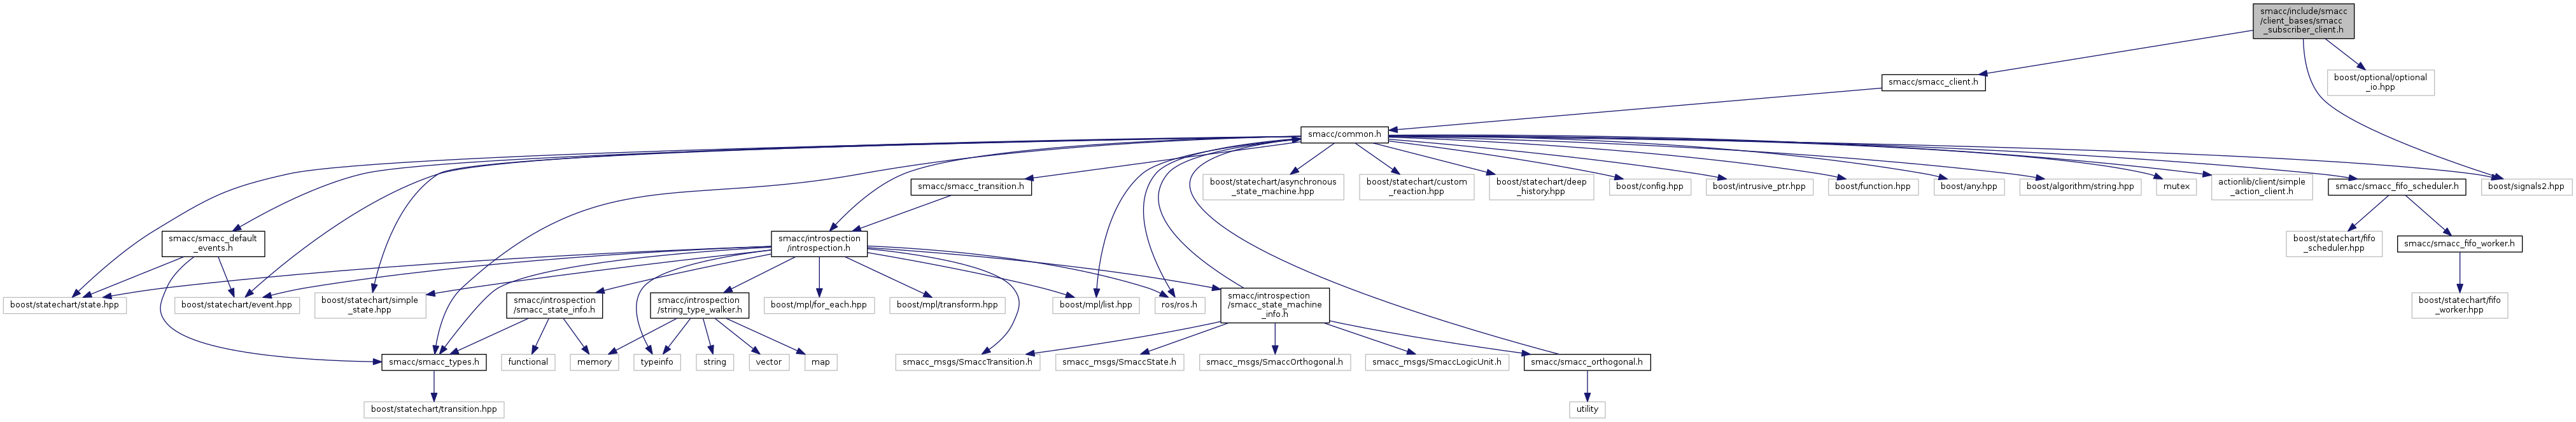 smacc/include/smacc
/client_bases/smacc
_subscriber_client.h
smacc/smacc_client.h
boost/optional/optional
_io.hpp
smacc/common.h
smacc/smacc_transition.h
boost/statechart/asynchronous
_state_machine.hpp
boost/statechart/custom
_reaction.hpp
boost/statechart/deep
_history.hpp
boost/config.hpp
boost/intrusive_ptr.hpp
boost/function.hpp
boost/any.hpp
boost/algorithm/string.hpp
mutex
actionlib/client/simple
_action_client.h
smacc/smacc_fifo_scheduler.h
boost/signals2.hpp
smacc/smacc_default
_events.h
smacc/introspection
/introspection.h
boost/statechart/fifo
_scheduler.hpp
smacc/smacc_fifo_worker.h
boost/statechart/state.hpp
boost/statechart/event.hpp
boost/statechart/simple
_state.hpp
smacc/introspection
/smacc_state_info.h
smacc/introspection
/string_type_walker.h
boost/mpl/for_each.hpp
boost/mpl/transform.hpp
boost/mpl/list.hpp
ros/ros.h
smacc/introspection
/smacc_state_machine
_info.h
boost/statechart/fifo
_worker.hpp
smacc/smacc_types.h
functional
memory
typeinfo
string
vector
map
smacc_msgs/SmaccTransition.h
smacc_msgs/SmaccState.h
smacc_msgs/SmaccOrthogonal.h
smacc_msgs/SmaccLogicUnit.h
smacc/smacc_orthogonal.h
boost/statechart/transition.hpp
utility